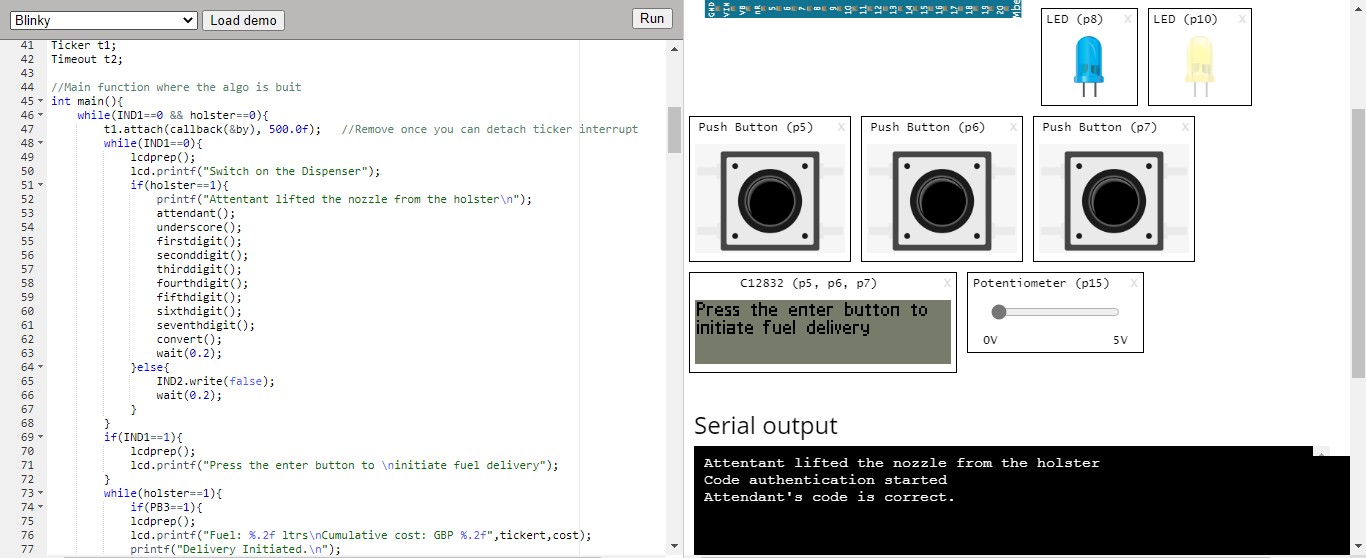 Blinky Load demo Run
41 Ticker t1;
42 Timeout t2;
43
44 //Main function where the algo is buit
45 int main(){
46 while(IND1==0 && holster==0){
47 t1.attach(callback(&by), 500.0f); //Remove once you can detach ticker interrupt
48 while(IND1==0){
49 lcdprep();
50 lcd.printf("Switch on the Dispenser");
51 if(holster==1){
52 printf("Attentant lifted the nozzle from the holster\n");
53 attendant();
54 underscore();
55 firstdigit();
56 seconddigit();
57 thirddigit();
58 fourthdigit();
59 fifthdigit();
60 sixthdigit();
61 seventhdigit();
62 convert();
63 wait(0.2);
64 }else{
65 IND2.write(false);
66 wait(0.2);
67 }
68 }
69 if(IND1==1){
70 lcdprep();
71 lcd.printf("Press the enter button to \ninitiate fuel delivery");
72 }
73 while(holster==1){
74 if(PB3==1){
75 lcdprep();
76 lcd.printf("Fuel: %.2f ltrs\nCumulative cost: GBP %.2f",tickert,cost);
77 printf("Delivery Initiated.\n");
GND VIN VB nR 5 6 7 8 9 10 11 12 13 14 15 16 17 18 19 20
LED (p8) X
LED (p10) X
Push Button (p5) X
Push Button (p6) X
Push Button (p7) X
C12832 (p5, p6, p7) X
Press the enter button to
initiate fuel delivery
Potentiometer (p15) X
0V 5V
Serial output
Attentant lifted the nozzle from the holster
Code authentication started
Attendant's code is correct.